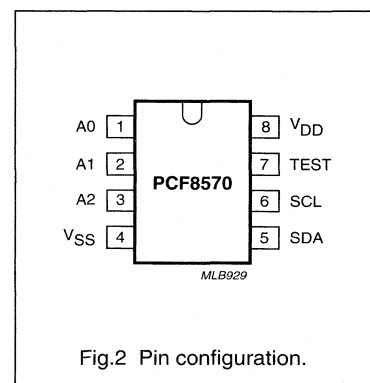 A0 1 8 VDD
A1 2 7 TEST
PCF8570
A2 3 6 SCL
VSS 4 5 SDA
MLB929
Fig.2 Pin configuration.